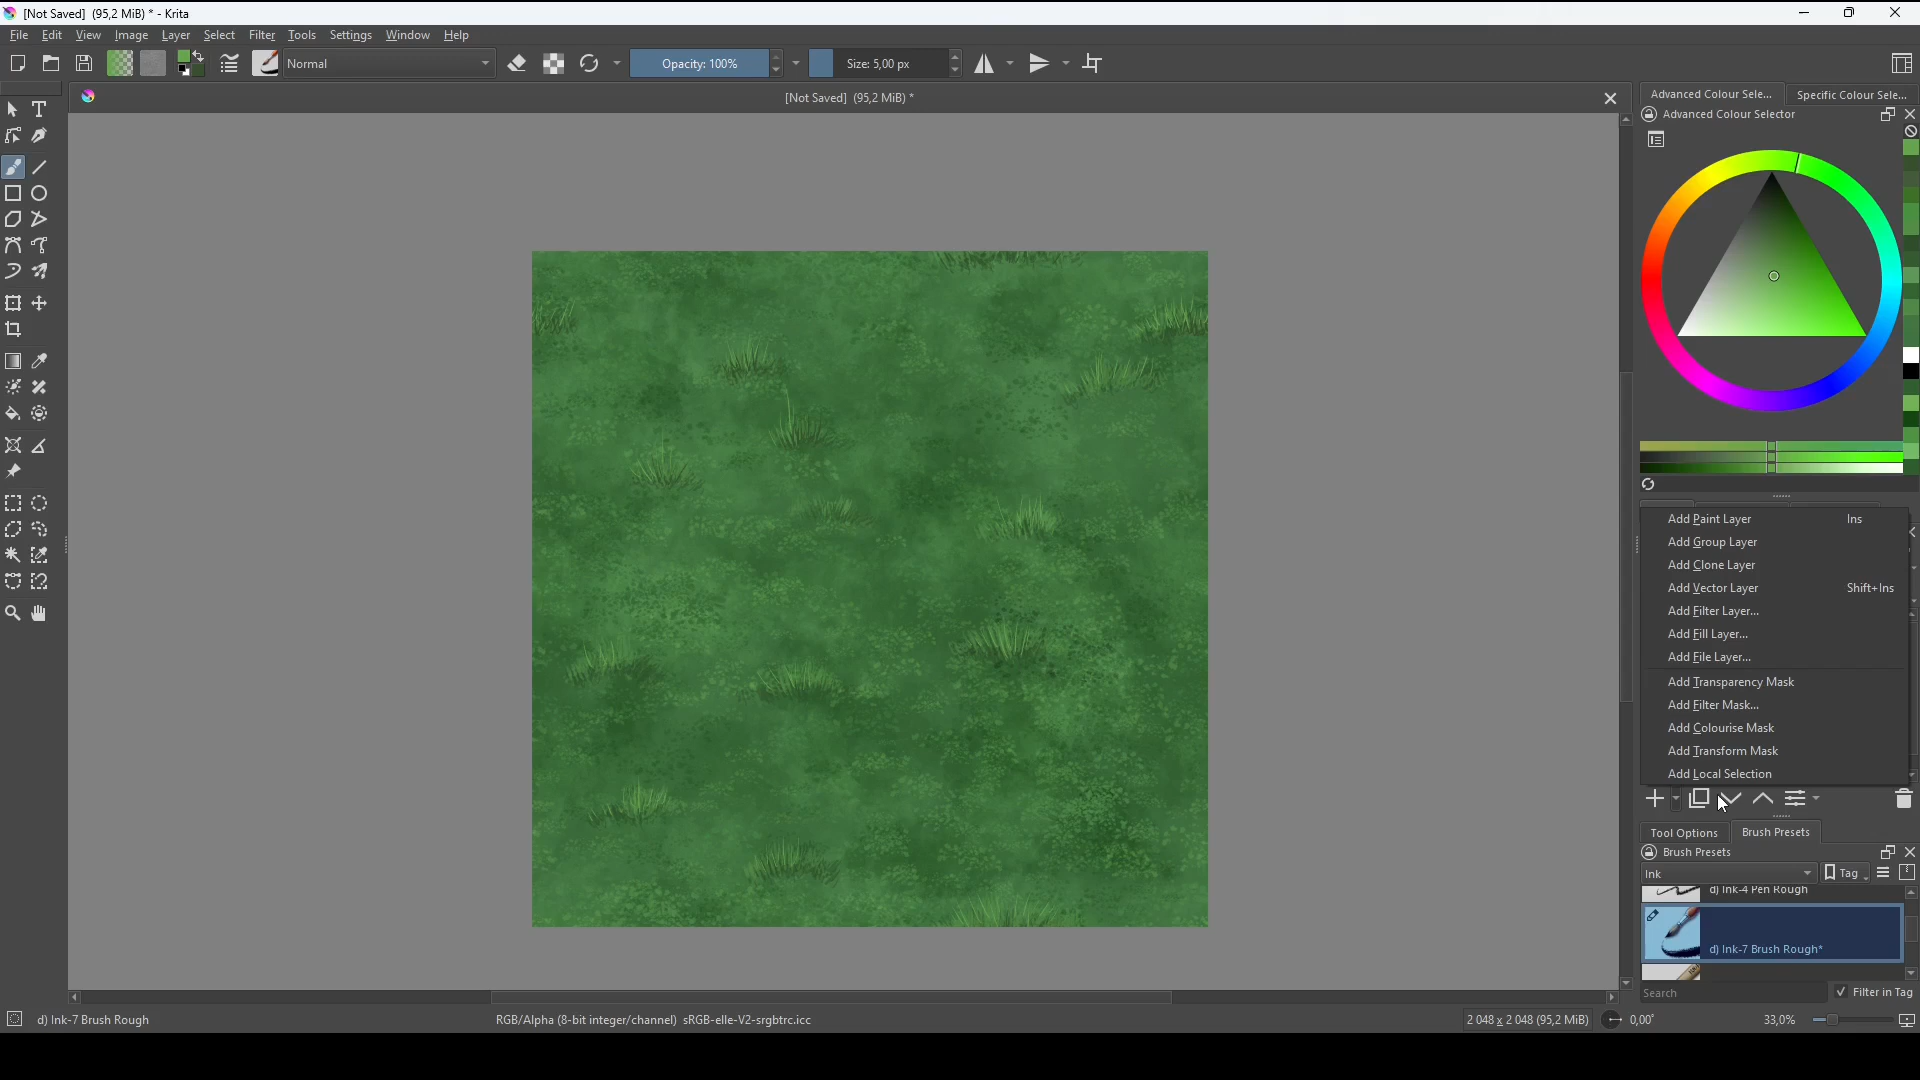 [Not Saved] (95,2 MiB) * - Krita
File Edit View Image Layer Select Filter Tools Settings Window Help
Normal Opacity: 100% Size: 5,00 px
[Not Saved] (95,2 MiB) *
Advanced Colour Sele... Specific Colour Sele...
Advanced Colour Selector
Add Paint Layer Ins
Add Group Layer
Add Clone Layer
Add Vector Layer Shift+Ins
Add Filter Layer...
Add Fill Layer...
Add File Layer...
Add Transparency Mask
Add Filter Mask...
Add Colourise Mask
Add Transform Mask
Add Local Selection
Tool Options Brush Presets
Brush Presets
Ink Tag
d) Ink-4 Pen Rough
d) Ink-7 Brush Rough*
Search Filter in Tag
d) Ink-7 Brush Rough RGB/Alpha (8-bit integer/channel) sRGB-elle-V2-srgbtrc.icc 2 048 x 2 048 (95,2 MiB) 0,00° 33,0%